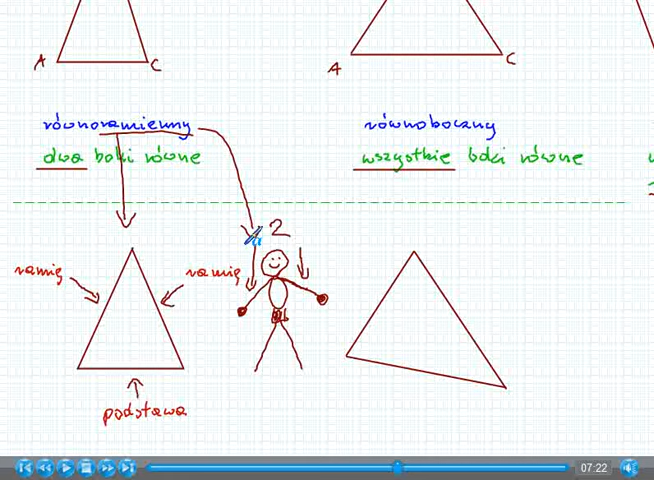 A C A C
równoramienny równoboczny
dwa boki równe wszystkie boki równe
2
ramię ramię
podstawa
07:22